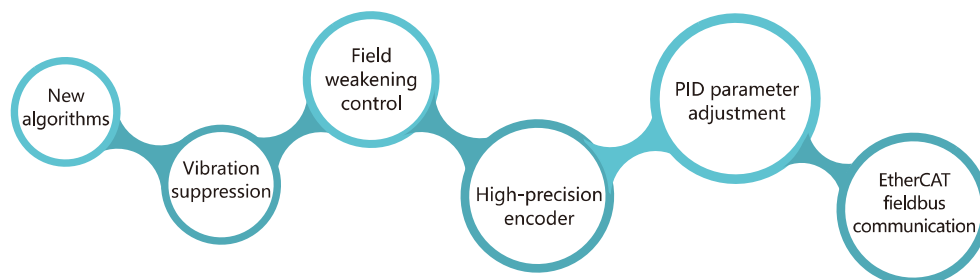 New
algorithms
Vibration
suppression
Field
weakening
control
High-precision
encoder
PID parameter
adjustment
EtherCAT
fieldbus
communication